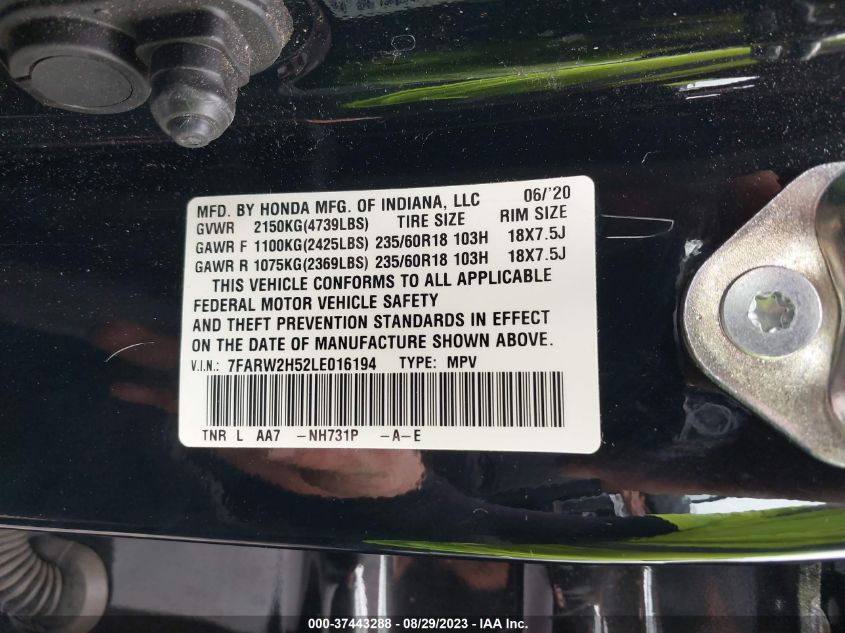 MFD. BY HONDA MFG. OF INDIANA, LLC 06/'20
GVWR 2150KG(4739LBS) TIRE SIZE RIM SIZE
GAWR F 1100KG(2425LBS) 235/60R18 103H 18X7.5J
GAWR R 1075KG(2369LBS) 235/60R18 103H 18X7.5J
THIS VEHICLE CONFORMS TO ALL APPLICABLE
FEDERAL MOTOR VEHICLE SAFETY
AND THEFT PREVENTION STANDARDS IN EFFECT
ON THE DATE OF MANUFACTURE SHOWN ABOVE.
V.I.N.: 7FARW2H52LE016194 TYPE: MPV
TNR L AA7 -NH731P -A-E
000-37443288 - 08/29/2023 - IAA Inc.